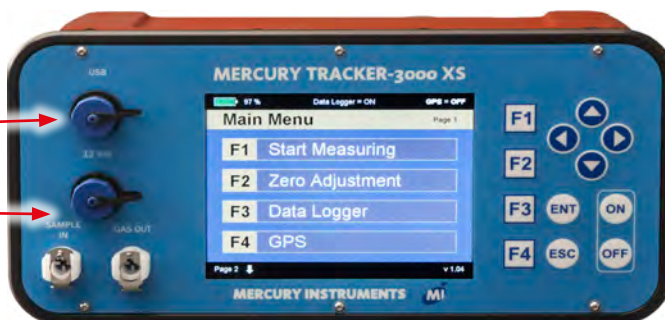 USB
MERCURY TRACKER-3000 XS
97 % Data Logger = ON GPS = OFF
Main Menu Page 1
F1 Start Measuring
F2 Zero Adjustment
F3 Data Logger
F4 GPS
Page 2 v 1.04
MERCURY INSTRUMENTS MI
SAMPLE IN
GAS OUT
F1
F2
F3 ENT ON
F4 ESC OFF